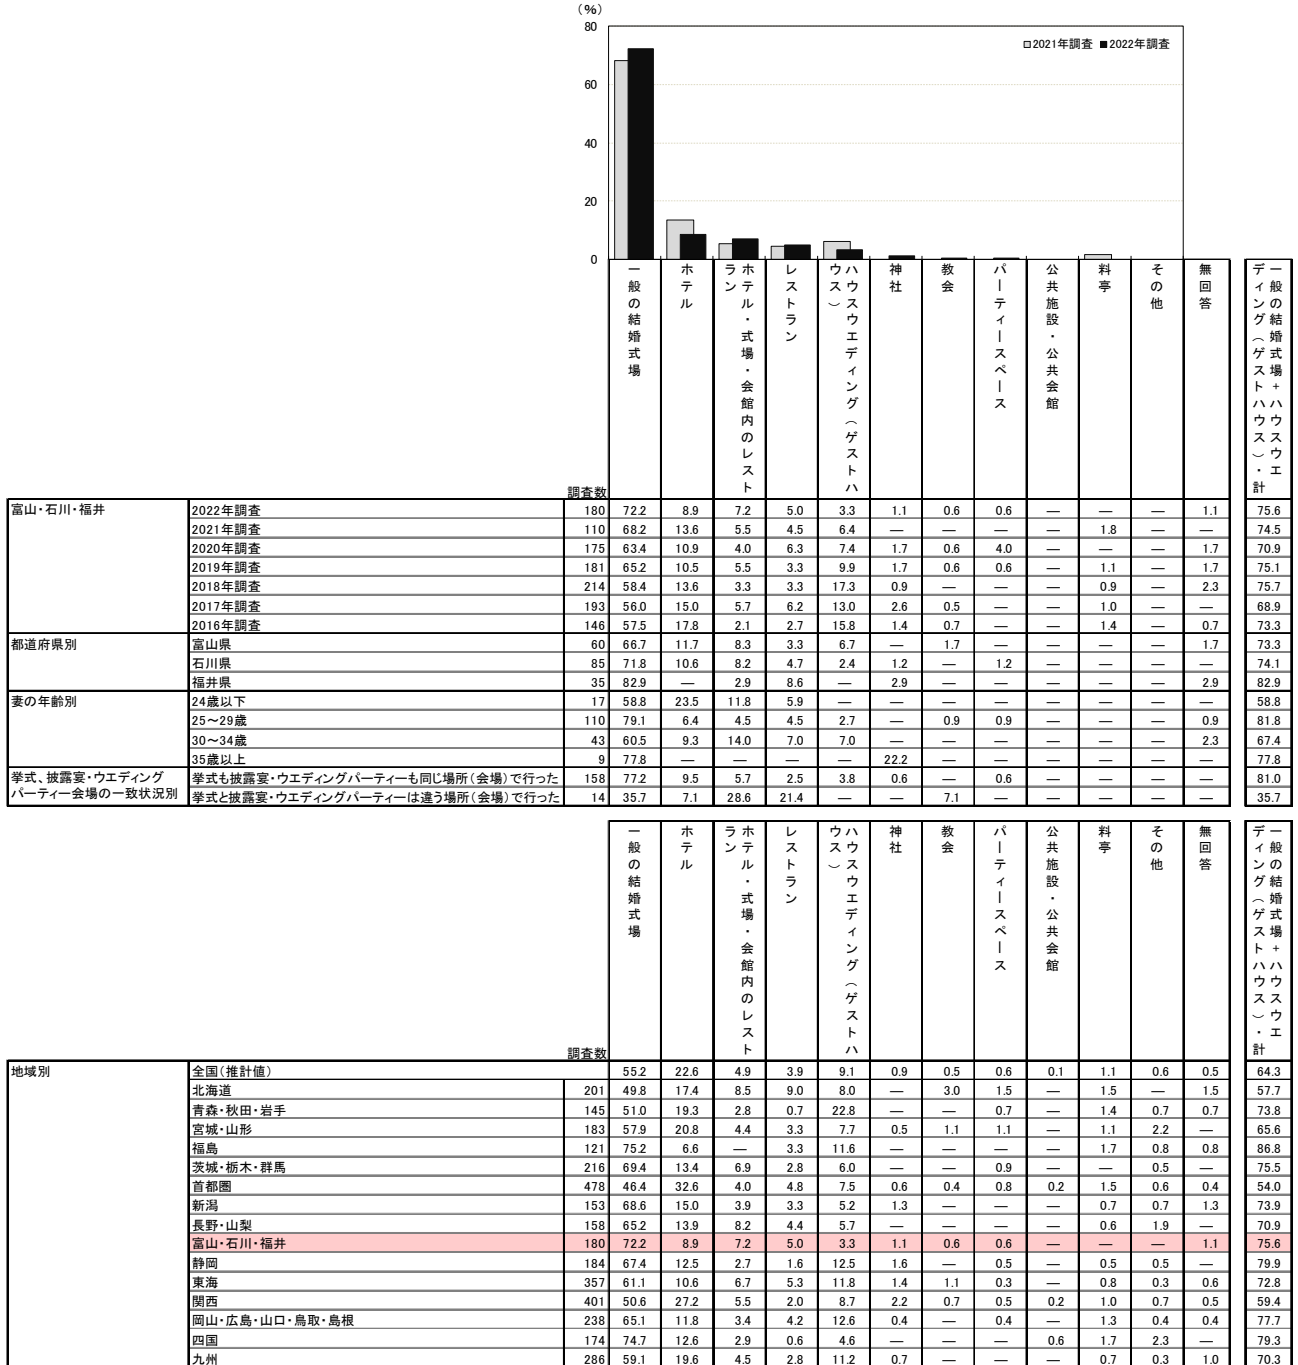 （％）
80
□2021年調査 ■2022年調査
60
40
20
0
調査数 一般の結婚式場 ホテル ホテル・式場・会館内のレストラン レストラン ハウスウエディング（ゲストハウス） 神社 教会 パーティースペース 公共施設・公共会館 料亭 その他 無回答 一般の結婚式場＋ハウスウエディング（ゲストハウス）・計
富山・石川・福井 2022年調査 180 72.2 8.9 7.2 5.0 3.3 1.1 0.6 0.6 — — — 1.1 75.6
2021年調査 110 68.2 13.6 5.5 4.5 6.4 — — — — 1.8 — — 74.5
2020年調査 175 63.4 10.9 4.0 6.3 7.4 1.7 0.6 4.0 — — — 1.7 70.9
2019年調査 181 65.2 10.5 5.5 3.3 9.9 1.7 0.6 0.6 — 1.1 — 1.7 75.1
2018年調査 214 58.4 13.6 3.3 3.3 17.3 0.9 — — — 0.9 — 2.3 75.7
2017年調査 193 56.0 15.0 5.7 6.2 13.0 2.6 0.5 — — 1.0 — — 68.9
2016年調査 146 57.5 17.8 2.1 2.7 15.8 1.4 0.7 — — 1.4 — 0.7 73.3
都道府県別 富山県 60 66.7 11.7 8.3 3.3 6.7 — 1.7 — — — — 1.7 73.3
石川県 85 71.8 10.6 8.2 4.7 2.4 1.2 — 1.2 — — — — 74.1
福井県 35 82.9 — 2.9 8.6 — 2.9 — — — — — 2.9 82.9
妻の年齢別 24歳以下 17 58.8 23.5 11.8 5.9 — — — — — — — — 58.8
25～29歳 110 79.1 6.4 4.5 4.5 2.7 — 0.9 0.9 — — — 0.9 81.8
30～34歳 43 60.5 9.3 14.0 7.0 7.0 — — — — — — 2.3 67.4
35歳以上 9 77.8 — — — — 22.2 — — — — — — 77.8
挙式、披露宴・ウエディングパーティー会場の一致状況別 挙式も披露宴・ウエディングパーティーも同じ場所（会場）で行った 158 77.2 9.5 5.7 2.5 3.8 0.6 — 0.6 — — — — 81.0
挙式と披露宴・ウエディングパーティーは違う場所（会場）で行った 14 35.7 7.1 28.6 21.4 — — 7.1 — — — — — 35.7
調査数 一般の結婚式場 ホテル ホテル・式場・会館内のレストラン レストラン ハウスウエディング（ゲストハウス） 神社 教会 パーティースペース 公共施設・公共会館 料亭 その他 無回答 一般の結婚式場＋ハウスウエディング（ゲストハウス）・計
地域別 全国（推計値） 55.2 22.6 4.9 3.9 9.1 0.9 0.5 0.6 0.1 1.1 0.6 0.5 64.3
北海道 201 49.8 17.4 8.5 9.0 8.0 — 3.0 1.5 — 1.5 — 1.5 57.7
青森・秋田・岩手 145 51.0 19.3 2.8 0.7 22.8 — — 0.7 — 1.4 0.7 0.7 73.8
宮城・山形 183 57.9 20.8 4.4 3.3 7.7 0.5 1.1 1.1 — 1.1 2.2 — 65.6
福島 121 75.2 6.6 — 3.3 11.6 — — — — 1.7 0.8 0.8 86.8
茨城・栃木・群馬 216 69.4 13.4 6.9 2.8 6.0 — — 0.9 — — 0.5 — 75.5
首都圏 478 46.4 32.6 4.0 4.8 7.5 0.6 0.4 0.8 0.2 1.5 0.6 0.4 54.0
新潟 153 68.6 15.0 3.9 3.3 5.2 1.3 — — — 0.7 0.7 1.3 73.9
長野・山梨 158 65.2 13.9 8.2 4.4 5.7 — — — — 0.6 1.9 — 70.9
富山・石川・福井 180 72.2 8.9 7.2 5.0 3.3 1.1 0.6 0.6 — — — 1.1 75.6
静岡 184 67.4 12.5 2.7 1.6 12.5 1.6 — 0.5 — 0.5 0.5 — 79.9
東海 357 61.1 10.6 6.7 5.3 11.8 1.4 1.1 0.3 — 0.8 0.3 0.6 72.8
関西 401 50.6 27.2 5.5 2.0 8.7 2.2 0.7 0.5 0.2 1.0 0.7 0.5 59.4
岡山・広島・山口・鳥取・島根 238 65.1 11.8 3.4 4.2 12.6 0.4 — 0.4 — 1.3 0.4 0.4 77.7
四国 174 74.7 12.6 2.9 0.6 4.6 — — — 0.6 1.7 2.3 — 79.3
九州 286 59.1 19.6 4.5 2.8 11.2 0.7 — — — 0.7 0.3 1.0 70.3